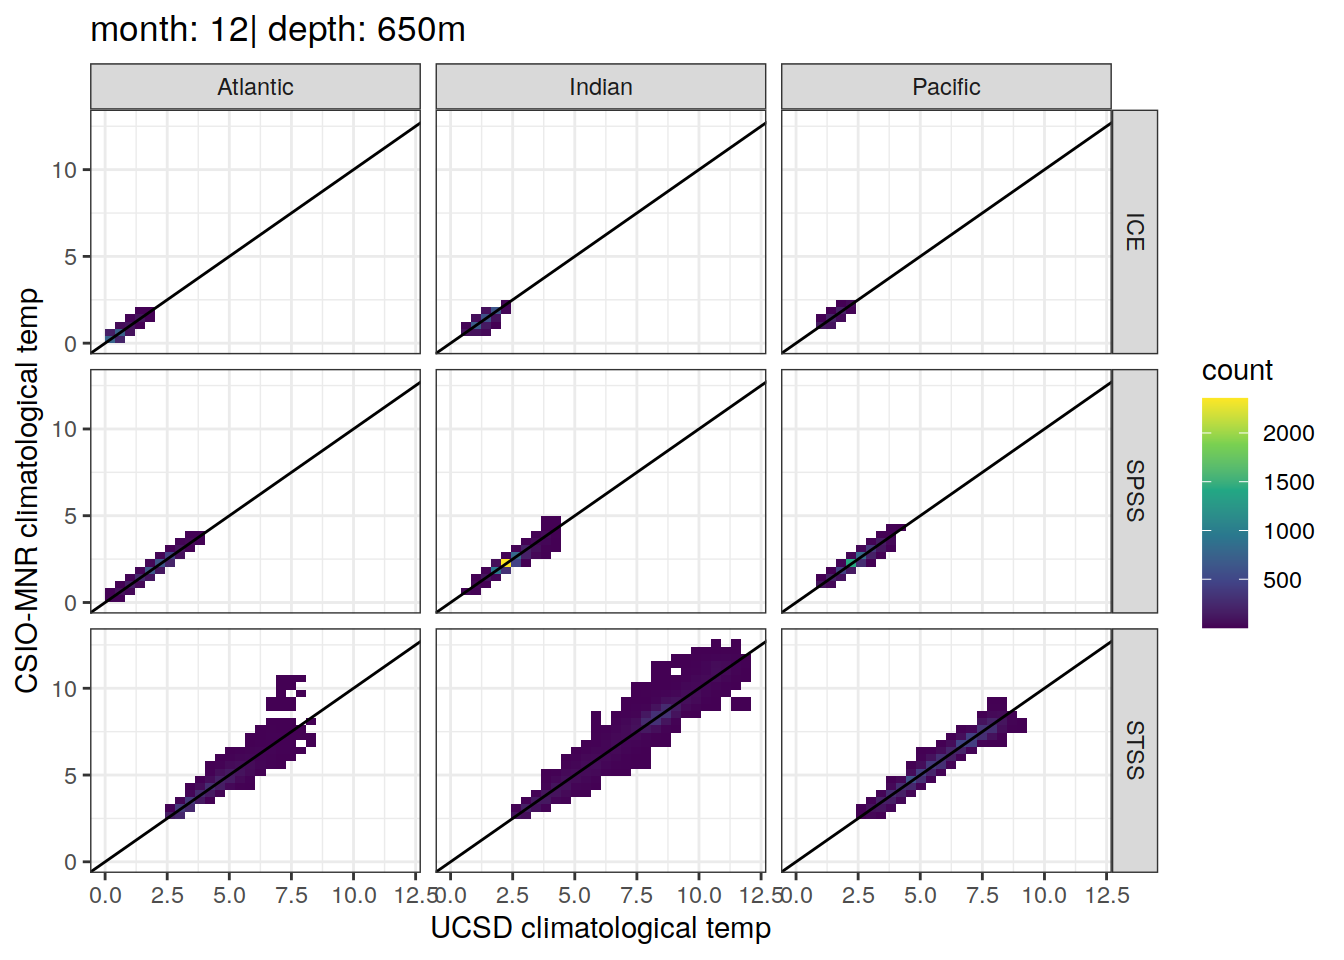 month: 12| depth: 650m
Atlantic
Indian
Pacific
10
5
0
ICE
10
5
0
SPSS
10
5
0
STSS
0.0 2.5 5.0 7.5 10.0 12.5
0.0 2.5 5.0 7.5 10.0 12.5
0.0 2.5 5.0 7.5 10.0 12.5
UCSD climatological temp
CSIO-MNR climatological temp
count
2000
1500
1000
500